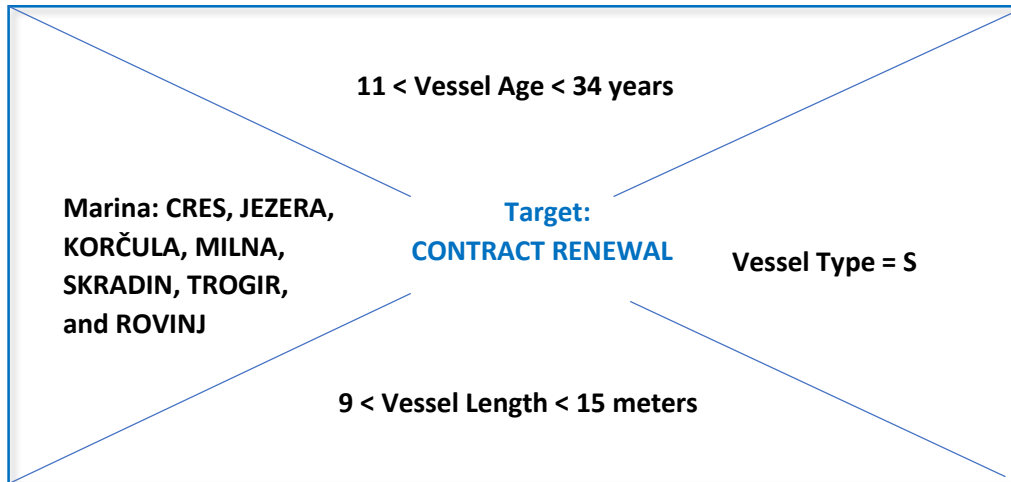 11 < Vessel Age < 34 years
Marina: CRES, JEZERA,
KORČULA, MILNA,
SKRADIN, TROGIR,
and ROVINJ
Target:
CONTRACT RENEWAL
Vessel Type = S
9 < Vessel Length < 15 meters